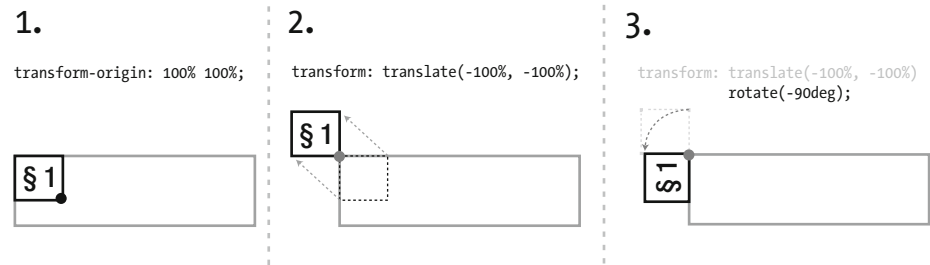 1.
transform-origin: 100% 100%;
§ 1
2.
transform: translate(-100%, -100%);
§ 1
3.
transform: translate(-100%, -100%)
rotate(-90deg);
§ 1